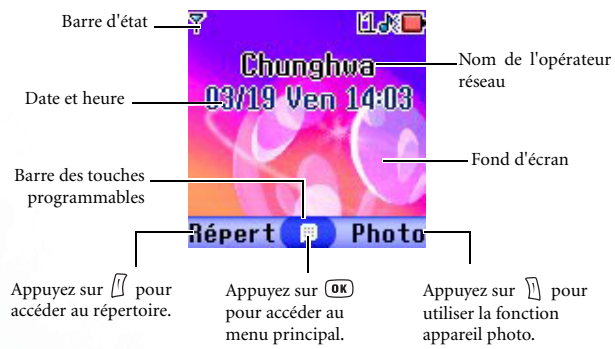 Barre d'état
Chunghwa
Nom de l'opérateur
réseau
Date et heure
03/19 Ven 14:03
Fond d'écran
Barre des touches
programmables
Répert
Photo
Appuyez sur pour
accéder au répertoire.
Appuyez sur OK
pour accéder au
menu principal.
Appuyez sur pour
utiliser la fonction
appareil photo.